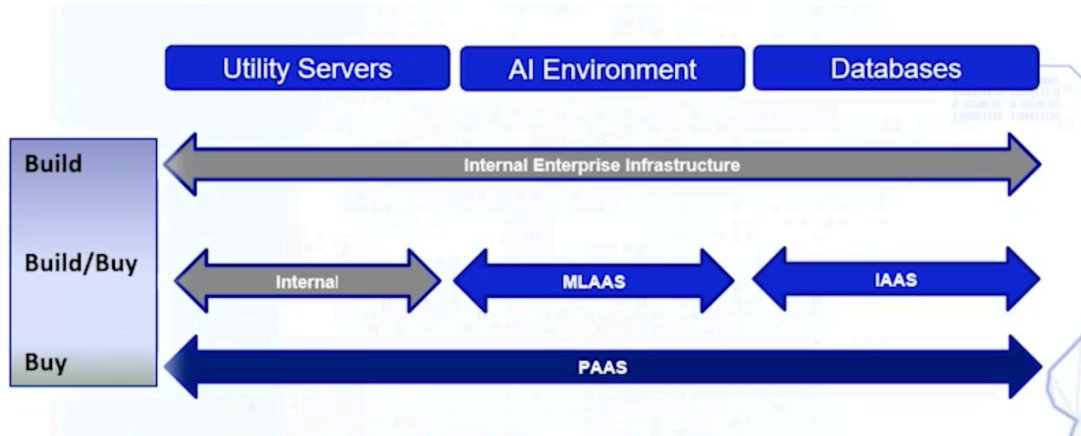 Utility Servers
AI Environment
Databases
Build
Internal Enterprise Infrastructure
Build/Buy
Internal
MLAAS
IAAS
Buy
PAAS